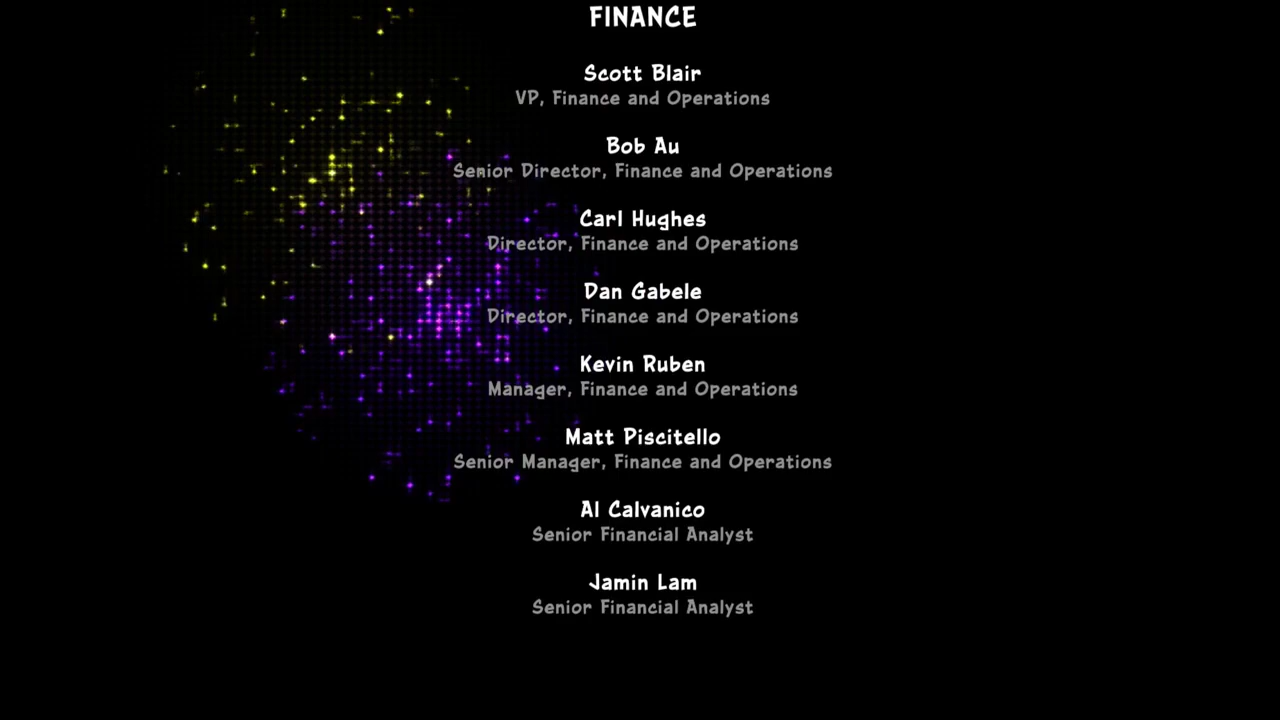 FINANCE
Scott Blair
VP, Finance and Operations
Bob Au
Senior Director, Finance and Operations
Carl Hughes
Director, Finance and Operations
Dan Gabele
Director, Finance and Operations
Kevin Ruben
Manager, Finance and Operations
Matt Piscitello
Senior Manager, Finance and Operations
Al Calvanico
Senior Financial Analyst
Jamin Lam
Senior Financial Analyst